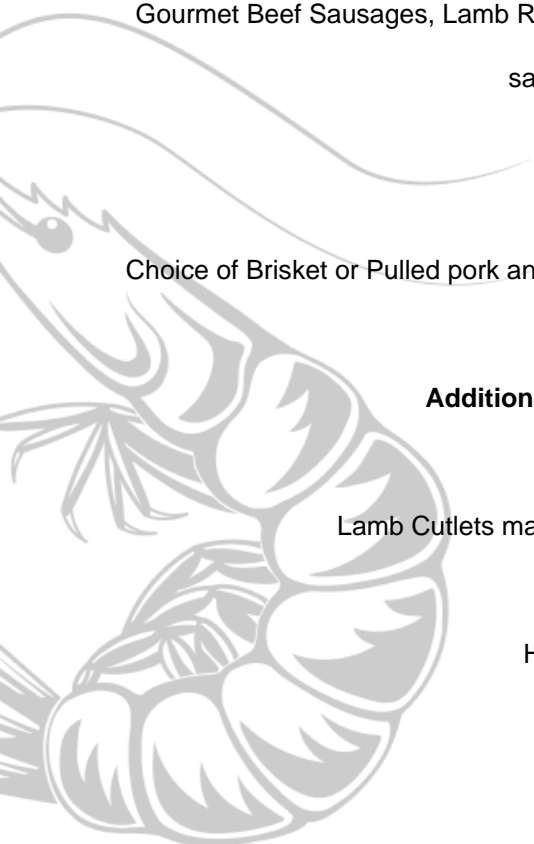 Gourmet Beef Sausages, Lamb R
sa
Choice of Brisket or Pulled pork an
Addition
Lamb Cutlets ma
H